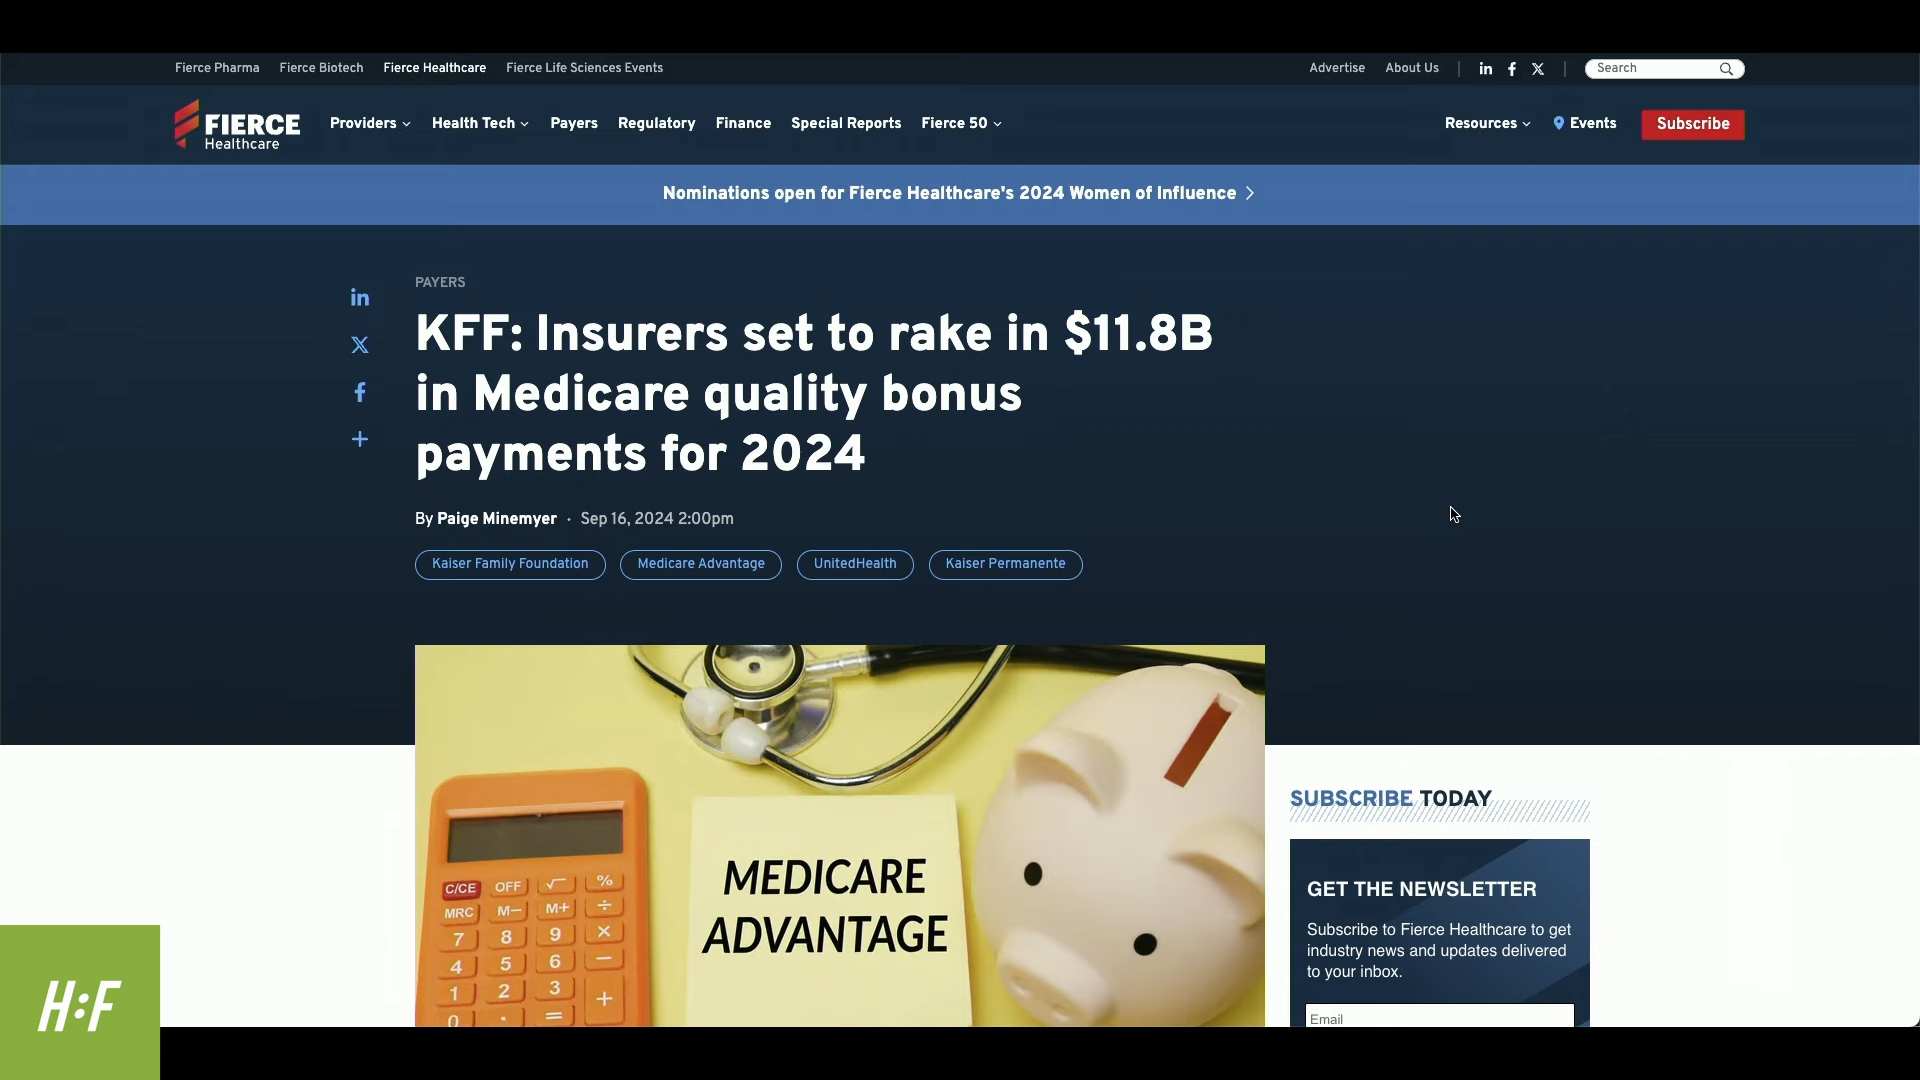 Fierce Pharma Fierce Biotech Fierce Healthcare Fierce Life Sciences Events Advertise About Us Search
FIERCE
Healthcare
Providers Health Tech Payers Regulatory Finance Special Reports Fierce 50 Resources Events Subscribe
Nominations open for Fierce Healthcare's 2024 Women of Influence
PAYERS
KFF: Insurers set to rake in $11.8B
in Medicare quality bonus
payments for 2024
By Paige Minemyer · Sep 16, 2024 2:00pm
Kaiser Family Foundation Medicare Advantage UnitedHealth Kaiser Permanente
MEDICARE
ADVANTAGE
C/CE OFF √ %
MRC M− M+ ÷
7 8 9 ×
4 5 6 −
1 2 3 +
0 . =
SUBSCRIBE TODAY
GET THE NEWSLETTER
Subscribe to Fierce Healthcare to get
industry news and updates delivered
to your inbox.
Email
H:F